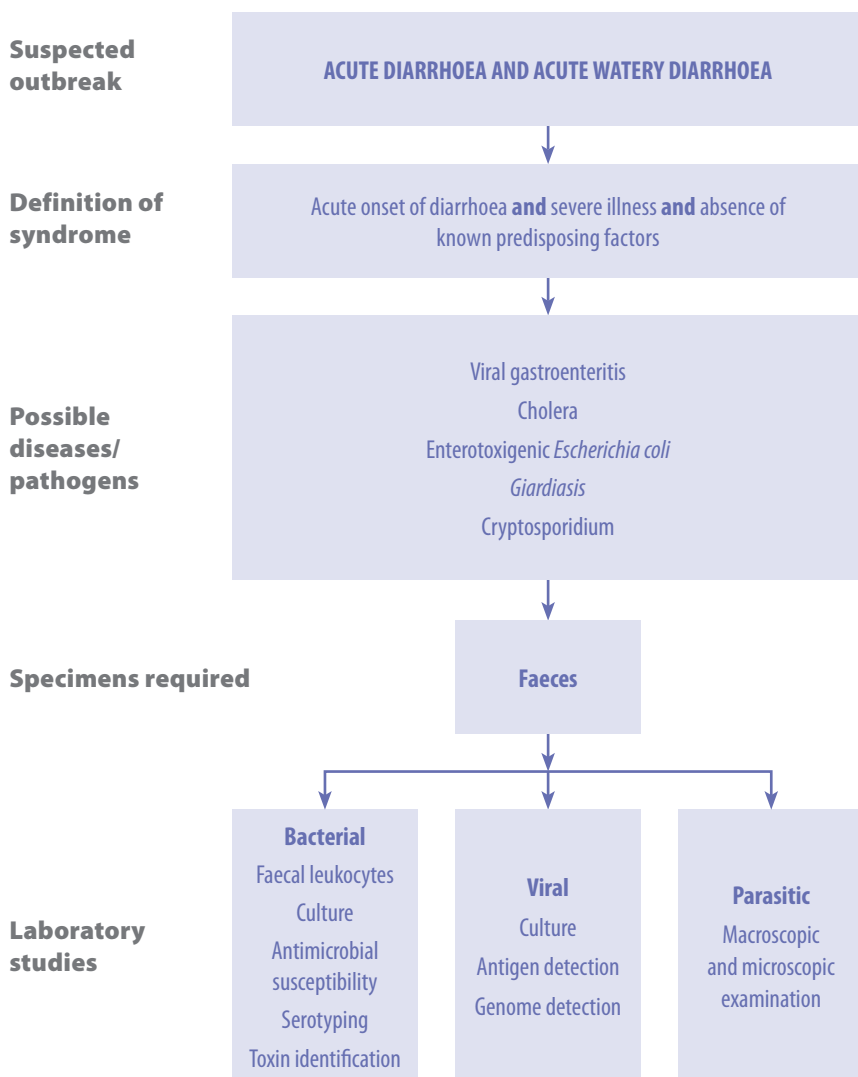 Suspected
outbreak
ACUTE DIARRHOEA AND ACUTE WATERY DIARRHOEA
Definition of
syndrome
Acute onset of diarrhoea and severe illness and absence of
known predisposing factors
Possible
diseases/
pathogens
Viral gastroenteritis
Cholera
Enterotoxigenic Escherichia coli
Giardiasis
Cryptosporidium
Specimens required
Faeces
Laboratory
studies
Bacterial
Faecal leukocytes
Culture
Antimicrobial
susceptibility
Serotyping
Toxin identification
Viral
Culture
Antigen detection
Genome detection
Parasitic
Macroscopic
and microscopic
examination